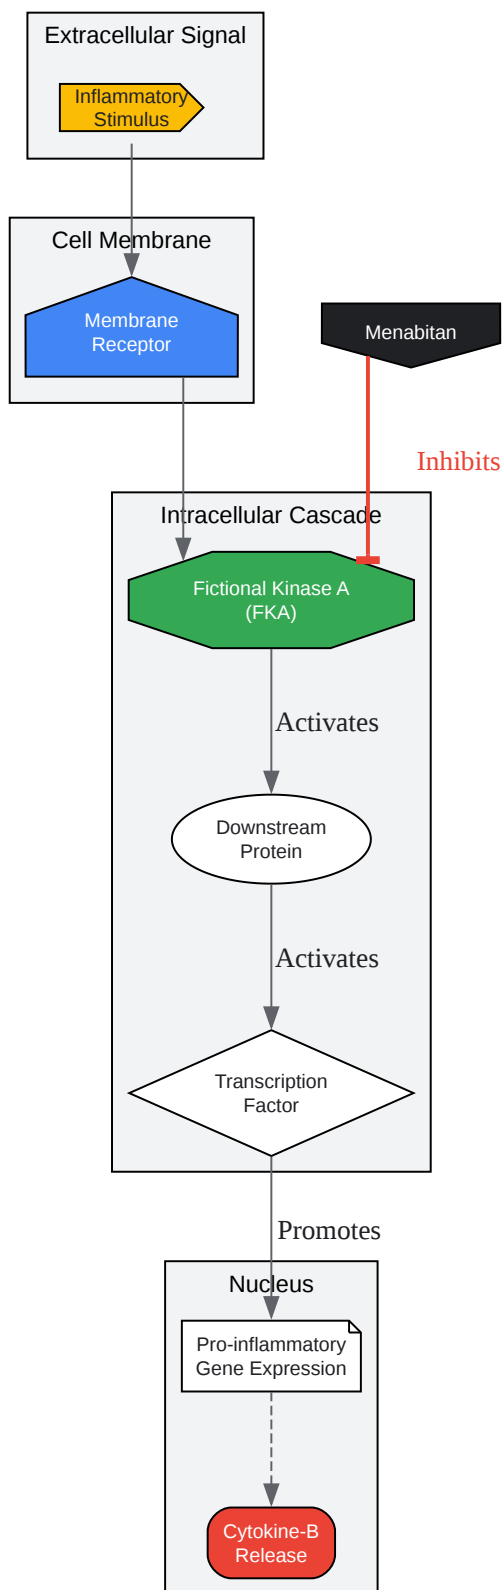 Extracellular Signal
Inflammatory
Stimulus
Cell Membrane
Membrane
Receptor
Menabitan
Inhibits
Intracellular Cascade
Fictional Kinase A
(FKA)
Activates
Downstream
Protein
Activates
Transcription
Factor
Promotes
Nucleus
Pro-inflammatory
Gene Expression
Cytokine-B
Release